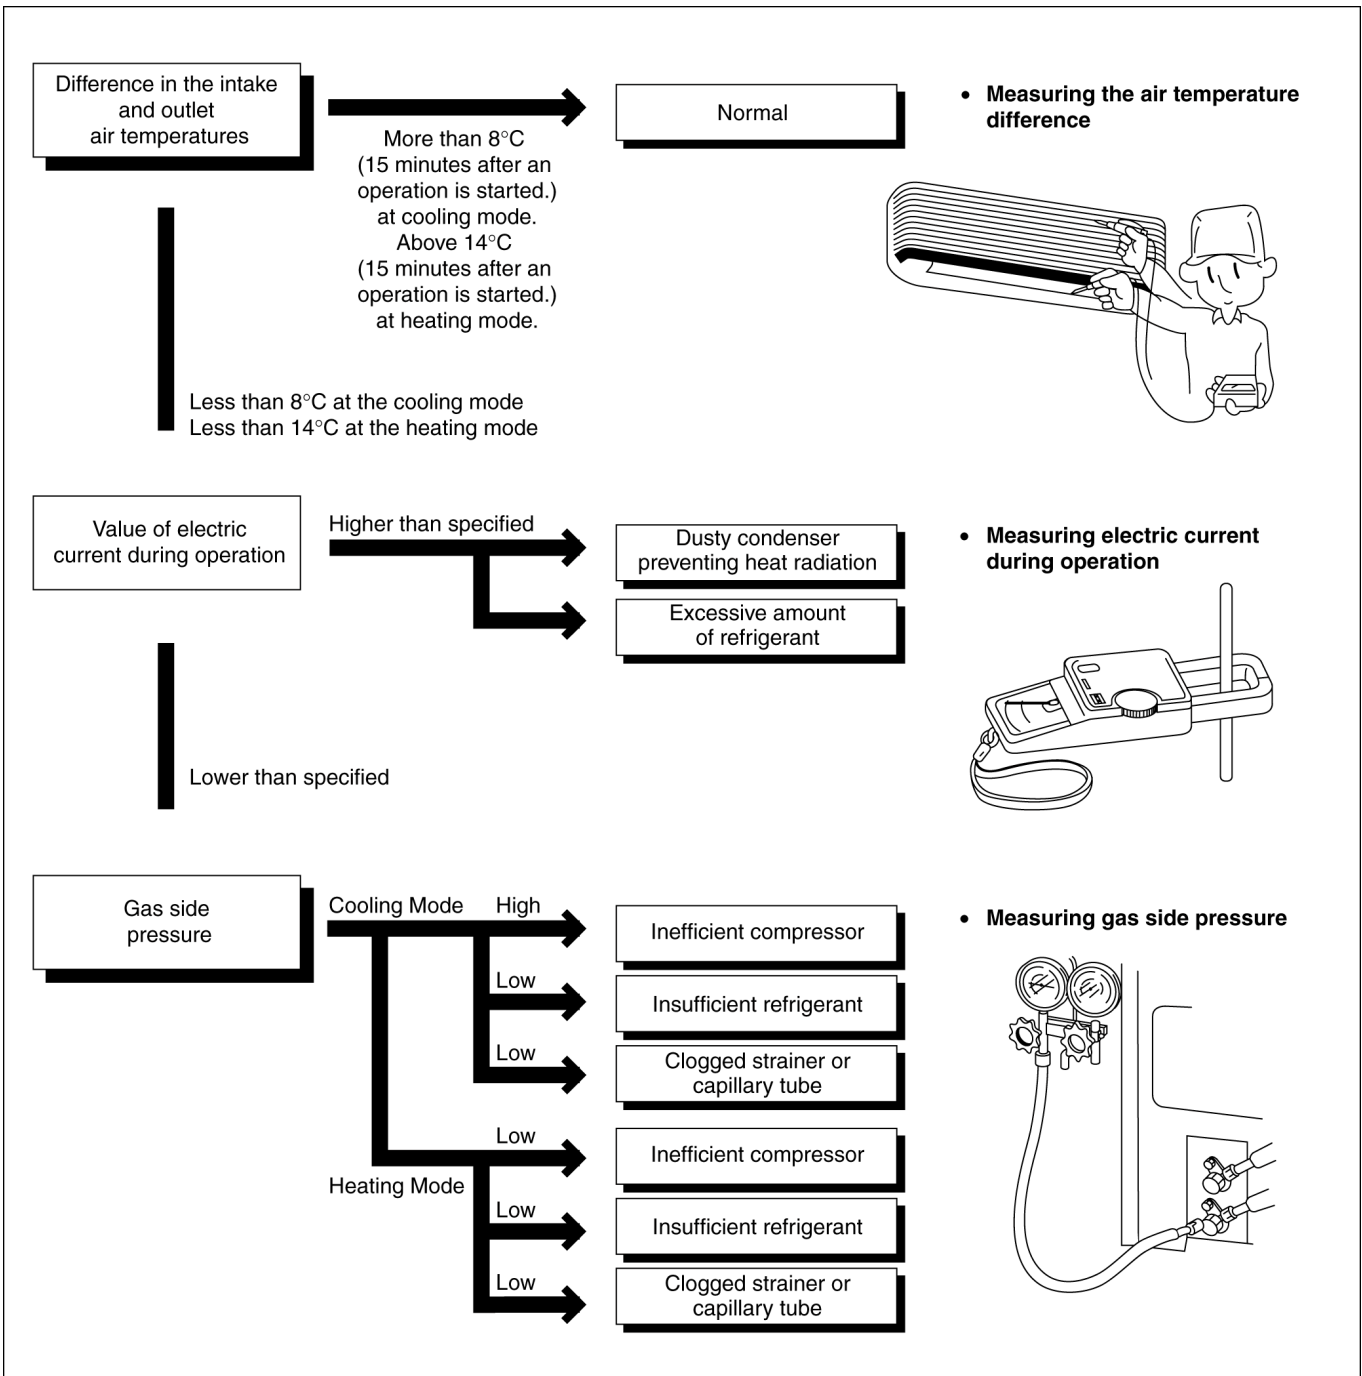 Difference in the intake
and outlet
air temperatures
More than 8°C
(15 minutes after an
operation is started.)
at cooling mode.
Above 14°C
(15 minutes after an
operation is started.)
at heating mode.
Normal
• Measuring the air temperature
difference
Less than 8°C at the cooling mode
Less than 14°C at the heating mode
Value of electric
current during operation
Higher than specified
Dusty condenser
preventing heat radiation
Excessive amount
of refrigerant
• Measuring electric current
during operation
Lower than specified
Gas side
pressure
Cooling Mode
High
Inefficient compressor
Low
Insufficient refrigerant
Low
Clogged strainer or
capillary tube
Heating Mode
Low
Inefficient compressor
Low
Insufficient refrigerant
Low
Clogged strainer or
capillary tube
• Measuring gas side pressure